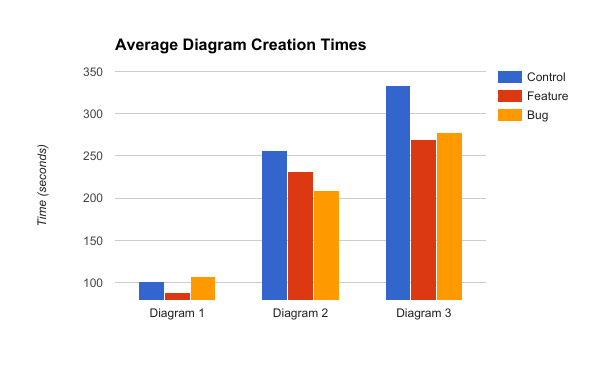 Average Diagram Creation Times
350
300
250
200
150
100
Time (seconds)
Diagram 1
Diagram 2
Diagram 3
Control
Feature
Bug